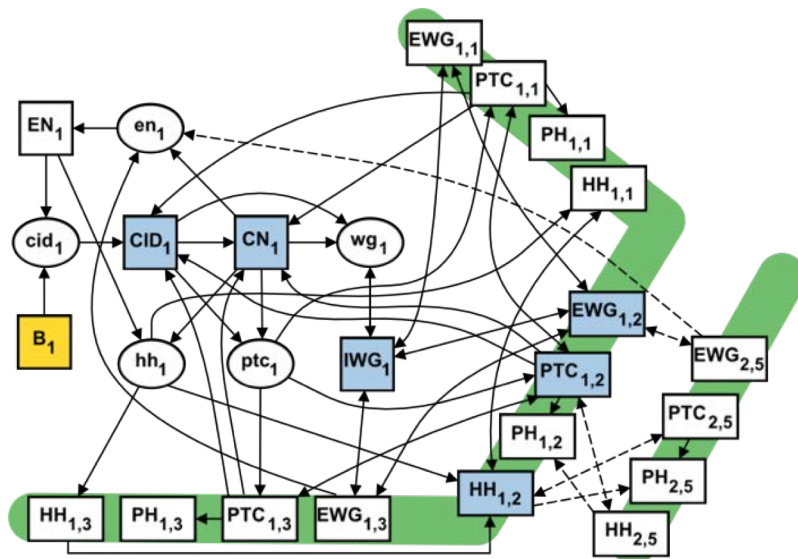 EWG1,1
PTC1,1
EN1
en1
PH1,1
HH1,1
cid1
CID1
CN1
wg1
EWG1,2
B1
hh1
ptc1
IWG1
PTC1,2
EWG2,5
PTC2,5
PH1,2
PH2,5
HH1,2
HH1,3
PH1,3
PTC1,3
EWG1,3
HH2,5